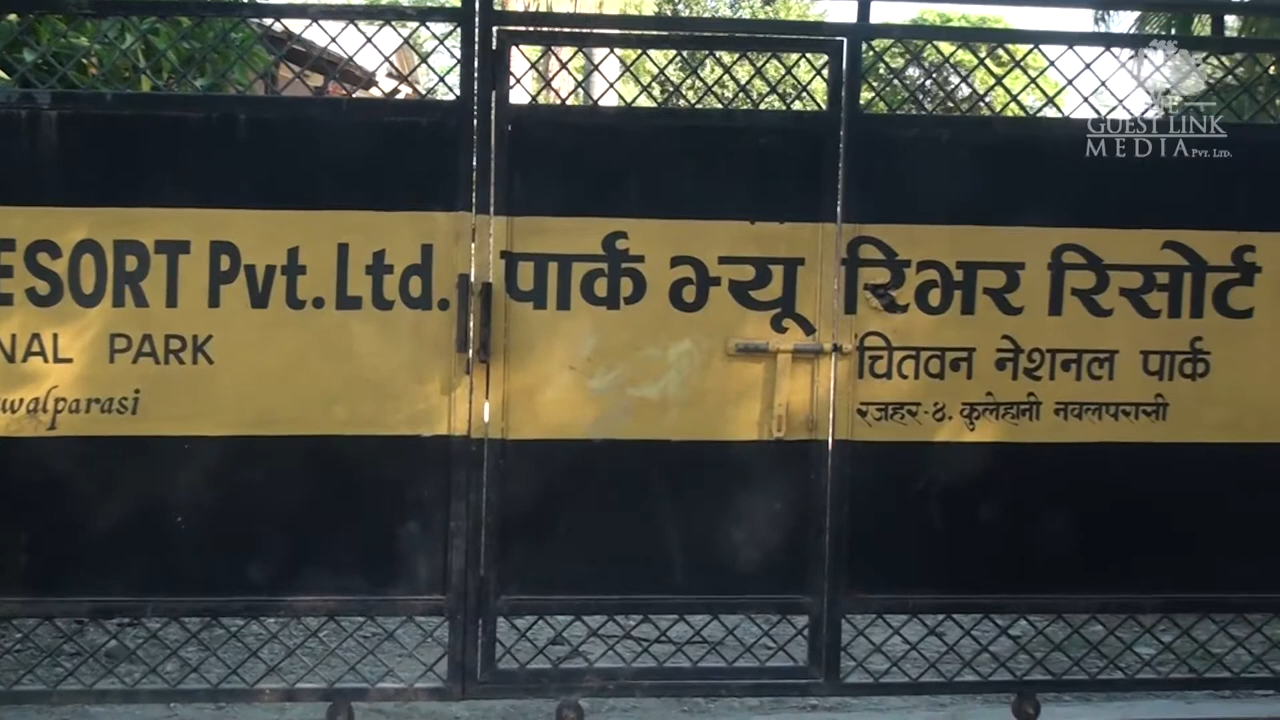 GUEST LINK
MEDIA PVT. LTD.
ESORT Pvt.Ltd. पार्क भ्यू रिभर रिसोर्ट
NAL PARK चितवन नेशनल पार्क
walparasi रजहर-४. कुलेहानी नवलपरासी